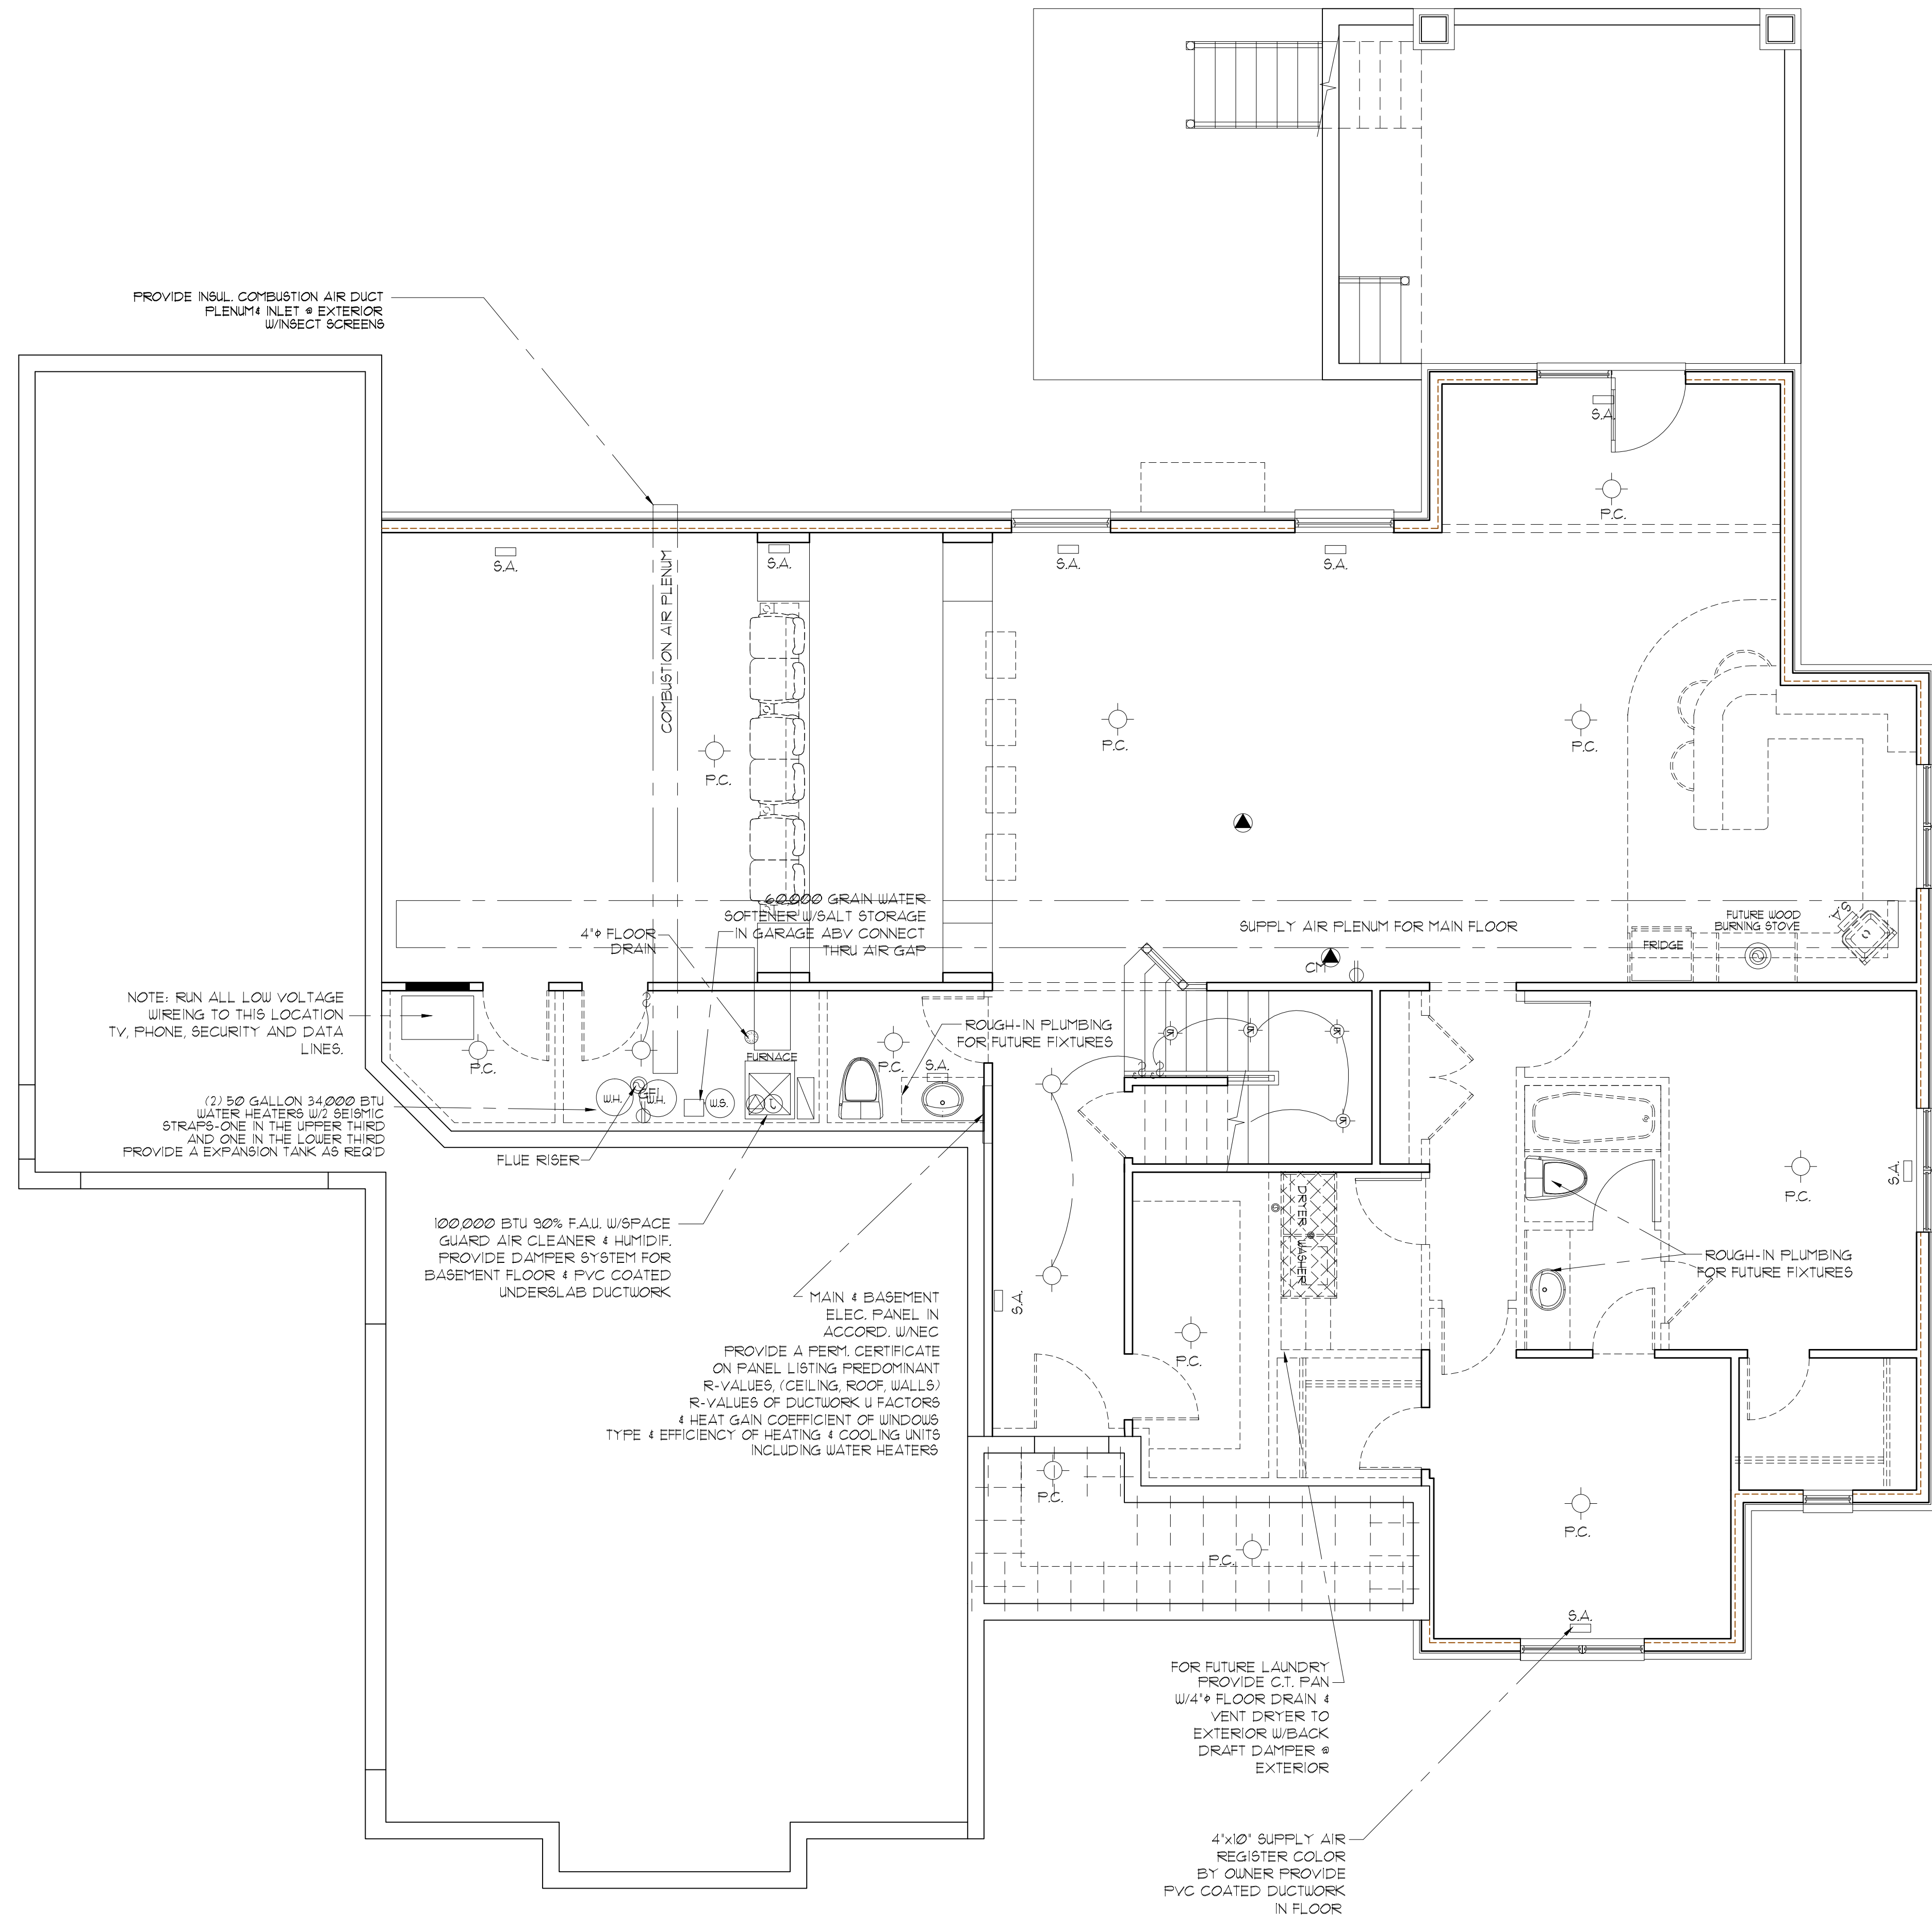 PROVIDE INSUL. COMBUSTION AIR DUCT
PLENUM& INLET @ EXTERIOR
W/INSECT SCREENS
S.A.
P.C.
S.A.
S.A.
S.A.
S.A.
COMBUSTION AIR PLENUM
P.C.
P.C.
P.C.
60,000 GRAIN WATER
SOFTENER W/SALT STORAGE
IN GARAGE ABV CONNECT
THRU AIR GAP
4"φ FLOOR
DRAIN
SUPPLY AIR PLENUM FOR MAIN FLOOR
CM
FUTURE WOOD
BURNING STOVE
FRIDGE
S.A.
NOTE: RUN ALL LOW VOLTAGE
WIREING TO THIS LOCATION
TV, PHONE, SECURITY AND DATA
LINES.
P.C.
FURNACE
P.C.
S.A.
ROUGH-IN PLUMBING
FOR FUTURE FIXTURES
W.H.
W.H.
W.S.
(2) 50 GALLON 34,000 BTU
WATER HEATERS W/2 SEISMIC
STRAPS-ONE IN THE UPPER THIRD
AND ONE IN THE LOWER THIRD
PROVIDE A EXPANSION TANK AS REQ'D
FLUE RISER
100,000 BTU 90% F.A.U. W/SPACE
GUARD AIR CLEANER & HUMIDIF.
PROVIDE DAMPER SYSTEM FOR
BASEMENT FLOOR & PVC COATED
UNDERSLAB DUCTWORK
MAIN & BASEMENT
ELEC. PANEL IN
ACCORD. W/NEC
PROVIDE A PERM. CERTIFICATE
ON PANEL LISTING PREDOMINANT
R-VALUES, (CEILING, ROOF, WALLS)
R-VALUES OF DUCTWORK U FACTORS
& HEAT GAIN COEFFICIENT OF WINDOWS
TYPE & EFFICIENCY OF HEATING & COOLING UNITS
INCLUDING WATER HEATERS
S.A.
DRYER
WASHER
P.C.
P.C.
S.A.
ROUGH-IN PLUMBING
FOR FUTURE FIXTURES
P.C.
P.C.
P.C.
S.A.
FOR FUTURE LAUNDRY
PROVIDE C.T. PAN
W/4"φ FLOOR DRAIN &
VENT DRYER TO
EXTERIOR W/BACK
DRAFT DAMPER @
EXTERIOR
4"x10" SUPPLY AIR
REGISTER COLOR
BY OWNER PROVIDE
PVC COATED DUCTWORK
IN FLOOR